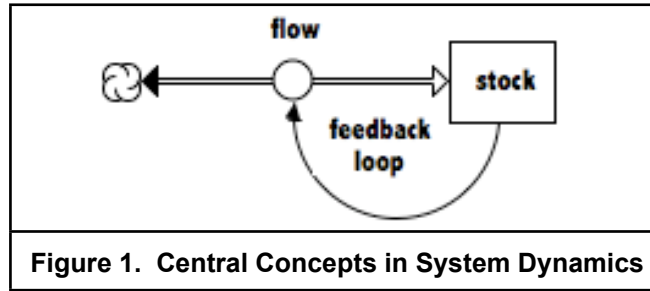 flow
stock
feedback
loop
Figure 1.  Central Concepts in System Dynamics